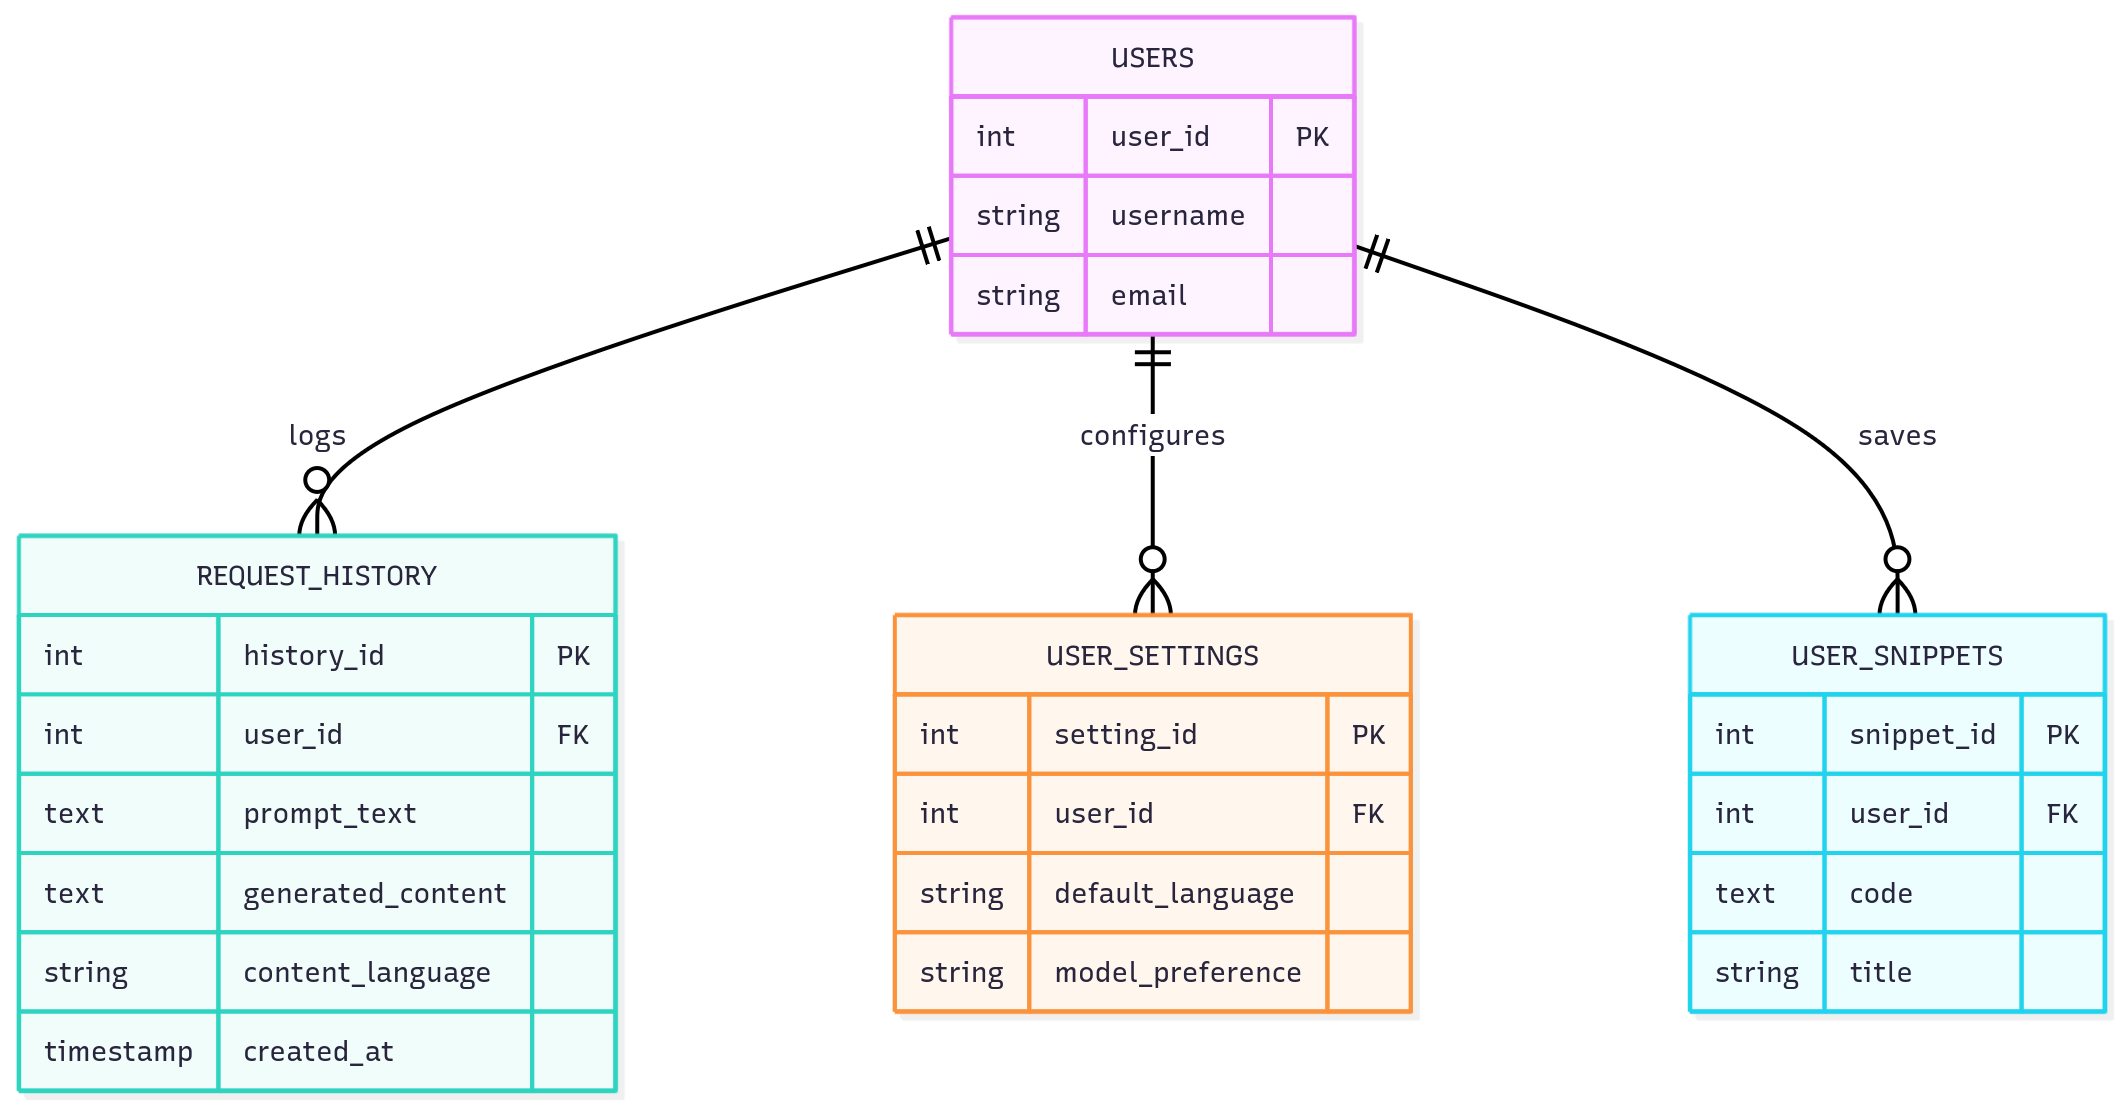 USERS
int user_id PK
string username
string email
logs
configures
saves
REQUEST_HISTORY
int history_id PK
int user_id FK
text prompt_text
text generated_content
string content_language
timestamp created_at
USER_SETTINGS
int setting_id PK
int user_id FK
string default_language
string model_preference
USER_SNIPPETS
int snippet_id PK
int user_id FK
text code
string title